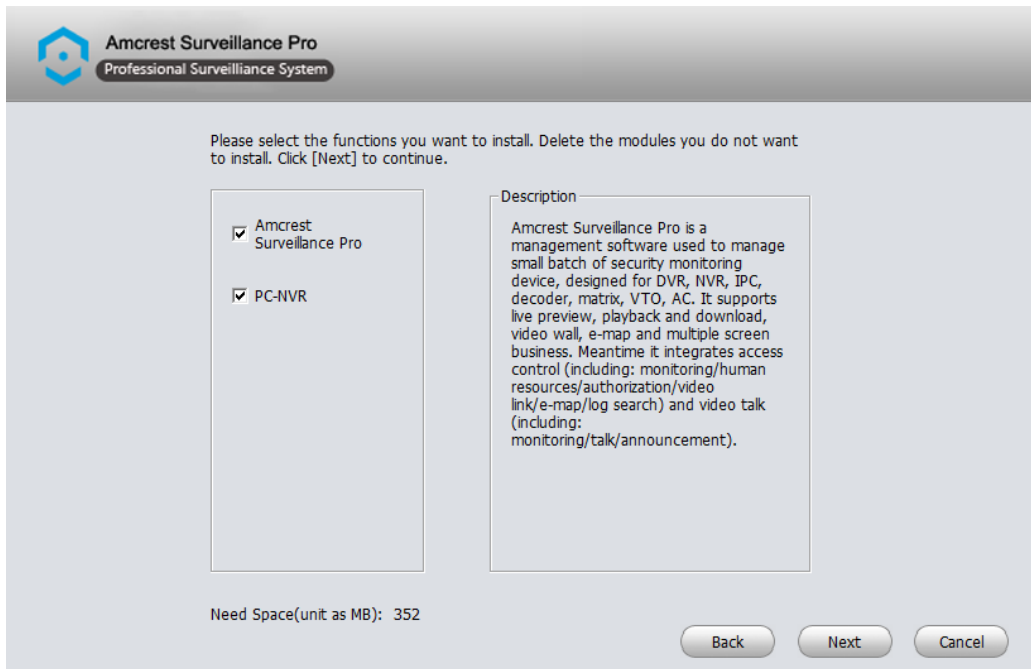 Amcrest Surveillance Pro
Professional Surveilliance System
Please select the functions you want to install. Delete the modules you do not want
to install. Click [Next] to continue.
Amcrest
Surveillance Pro
PC-NVR
Description
Amcrest Surveillance Pro is a
management software used to manage
small batch of security monitoring
device, designed for DVR, NVR, IPC,
decoder, matrix, VTO, AC. It supports
live preview, playback and download,
video wall, e-map and multiple screen
business. Meantime it integrates access
control (including: monitoring/human
resources/authorization/video
link/e-map/log search) and video talk
(including:
monitoring/talk/announcement).
Need Space(unit as MB): 352
Back
Next
Cancel